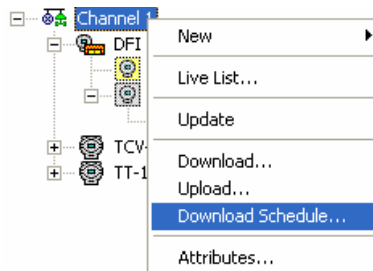 Channel 1
New
DFI
Live List...
Update
TCV-
Download...
TT-1
Upload...
Download Schedule...
Attributes...